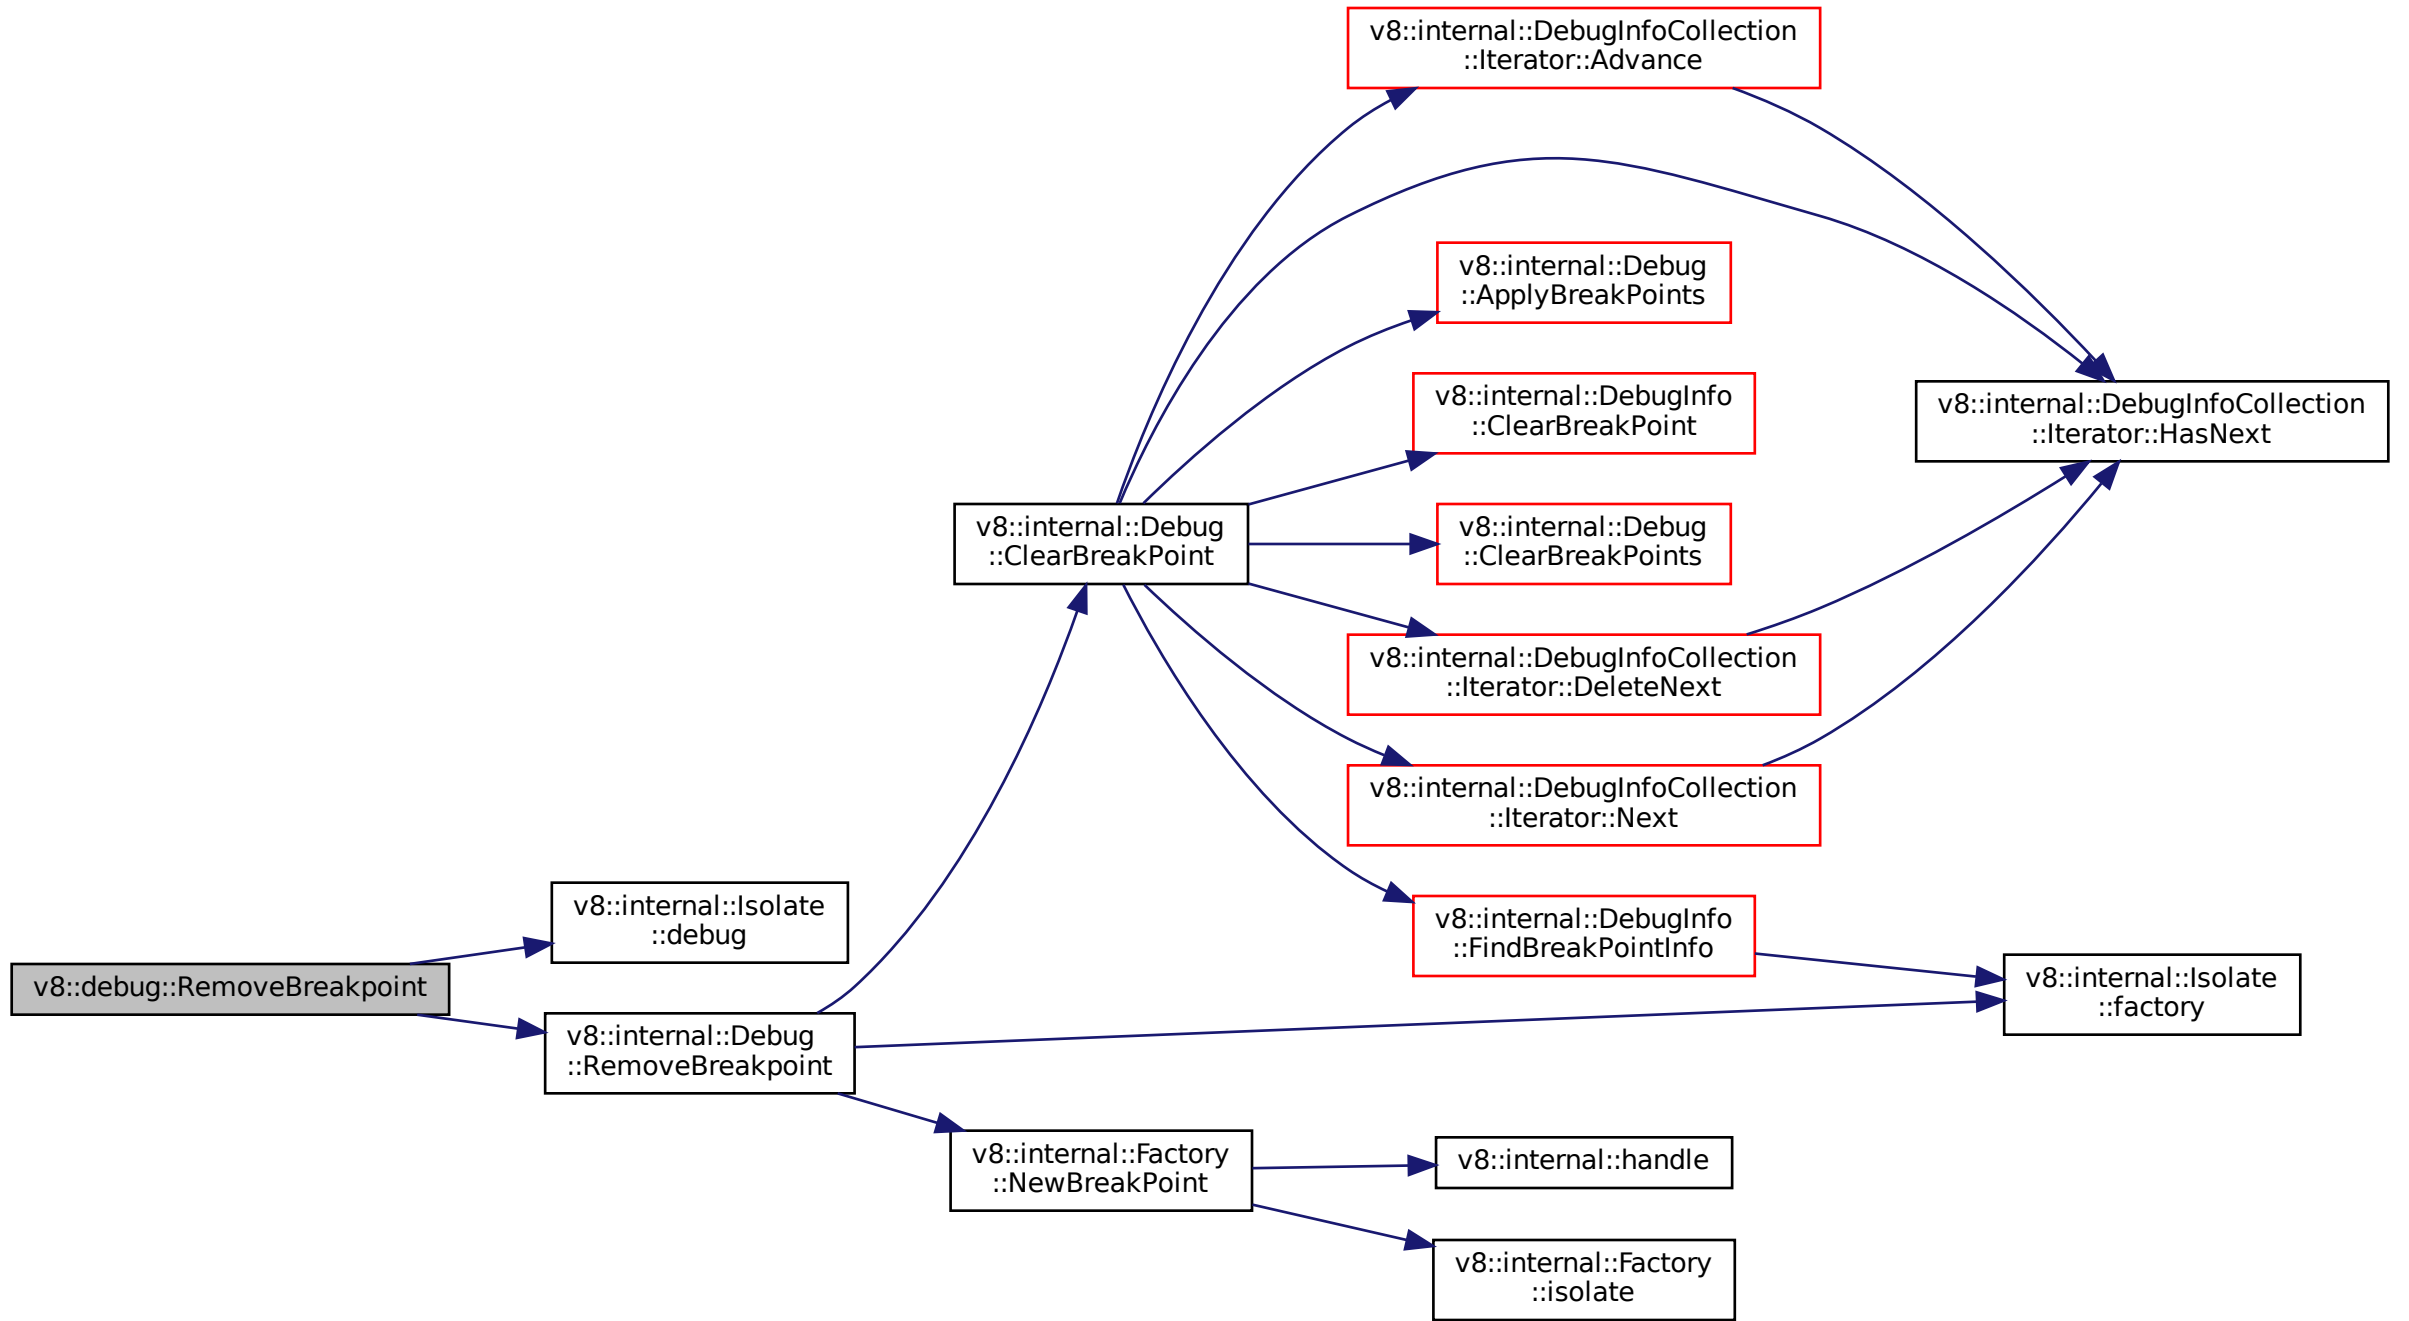 v8::internal::DebugInfoCollection
::Iterator::Advance
v8::internal::Debug
::ApplyBreakPoints
v8::internal::DebugInfo
::ClearBreakPoint
v8::internal::DebugInfoCollection
::Iterator::HasNext
v8::internal::Debug
::ClearBreakPoint
v8::internal::Debug
::ClearBreakPoints
v8::internal::DebugInfoCollection
::Iterator::DeleteNext
v8::internal::DebugInfoCollection
::Iterator::Next
v8::internal::Isolate
::debug
v8::internal::DebugInfo
::FindBreakPointInfo
v8::debug::RemoveBreakpoint
v8::internal::Isolate
::factory
v8::internal::Debug
::RemoveBreakpoint
v8::internal::Factory
::NewBreakPoint
v8::internal::handle
v8::internal::Factory
::isolate